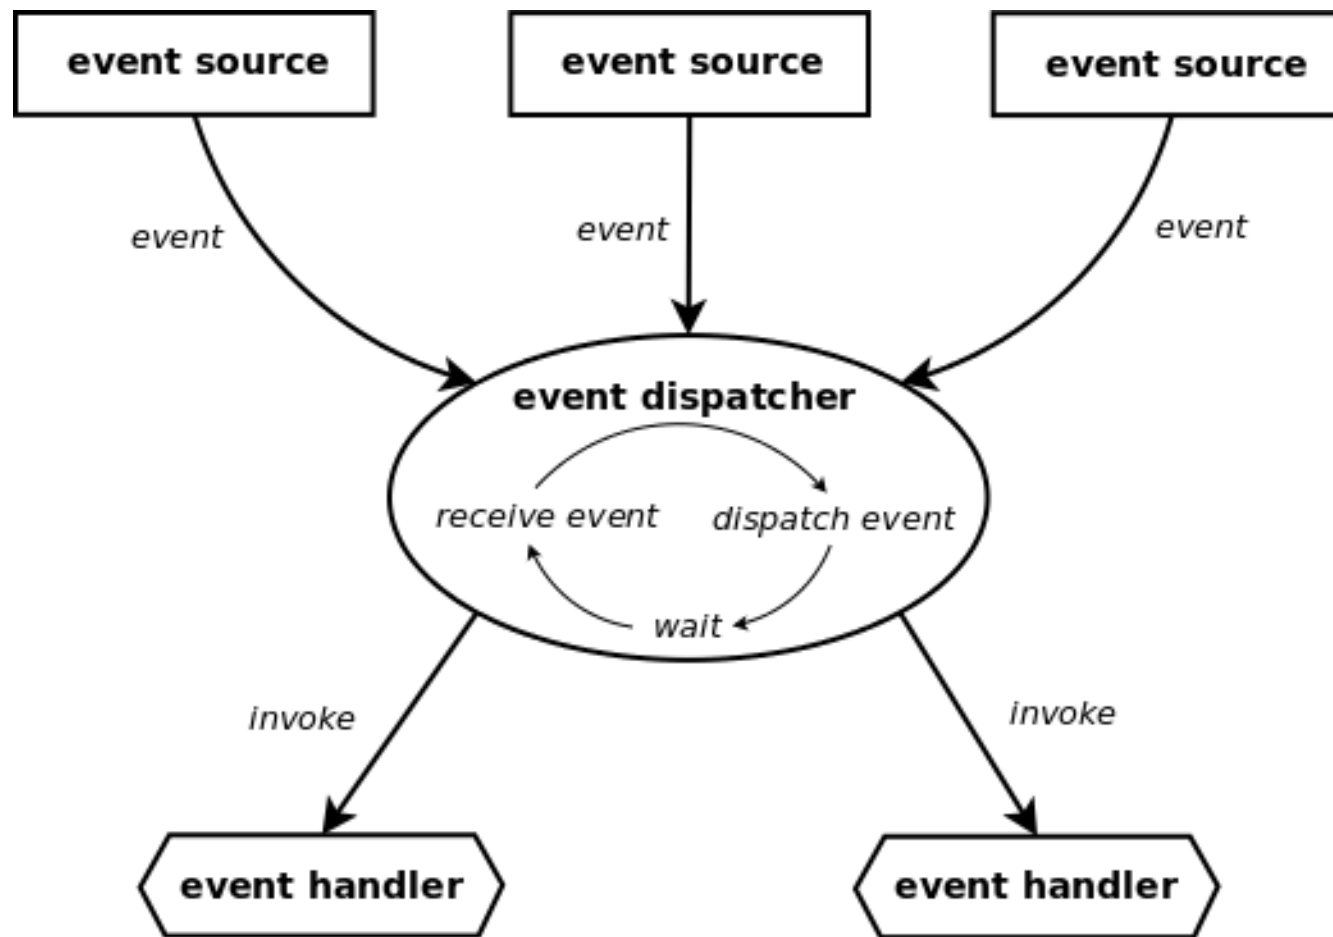 event source
event source
event source
event
event
event
event dispatcher
receive event
dispatch event
wait
invoke
invoke
event handler
event handler